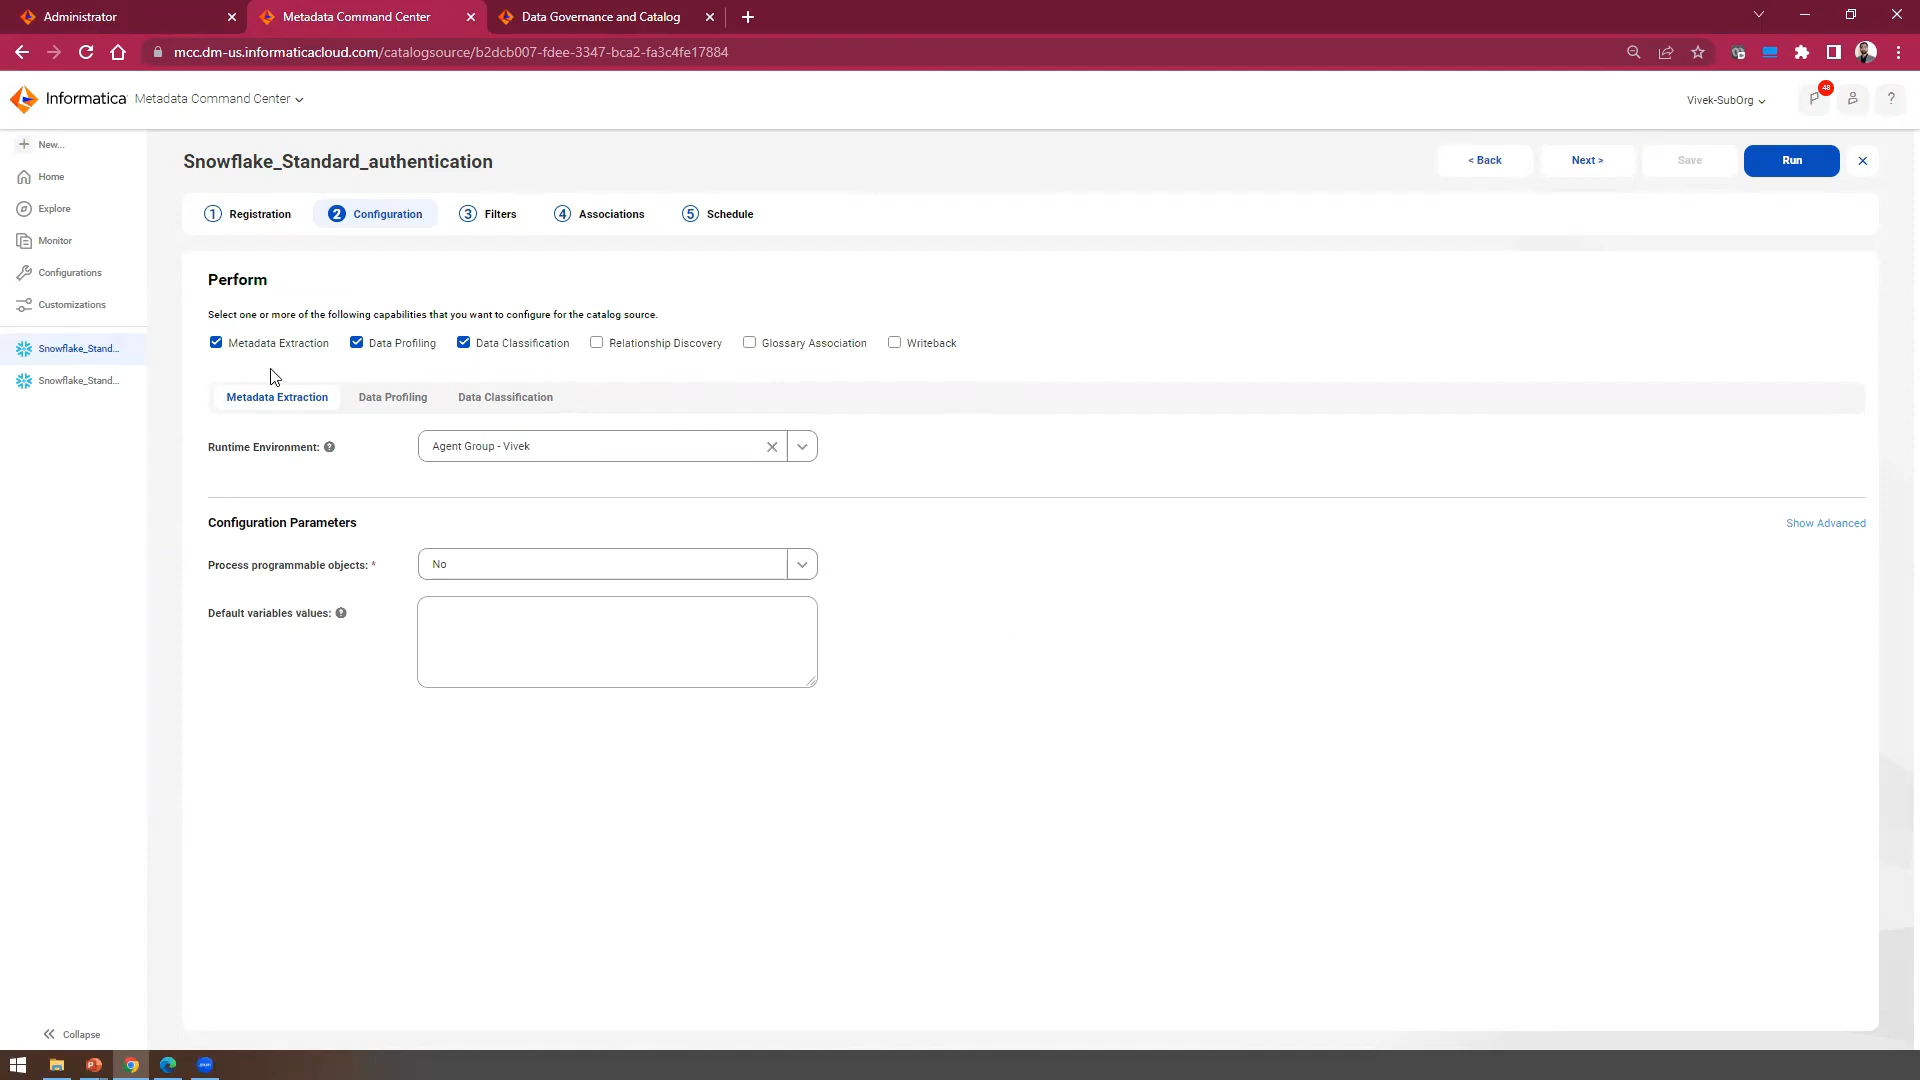 Administrator
Metadata Command Center
Data Governance and Catalog
mcc.dm-us.informaticacloud.com/catalogsource/b2dcb007-fdee-3347-bca2-fa3c4fe17884
Informatica Metadata Command Center
Vivek-SubOrg
48
?
New...
Home
Explore
Monitor
Configurations
Customizations
Snowflake_Stand...
Snowflake_Stand...
Collapse
Snowflake_Standard_authentication
< Back
Next >
Save
Run
1 Registration
2 Configuration
3 Filters
4 Associations
5 Schedule
Perform
Select one or more of the following capabilities that you want to configure for the catalog source.
Metadata Extraction
Data Profiling
Data Classification
Relationship Discovery
Glossary Association
Writeback
Metadata Extraction
Data Profiling
Data Classification
Runtime Environment: ?
Agent Group - Vivek
Configuration Parameters
Show Advanced
Process programmable objects: *
No
Default variables values: ?